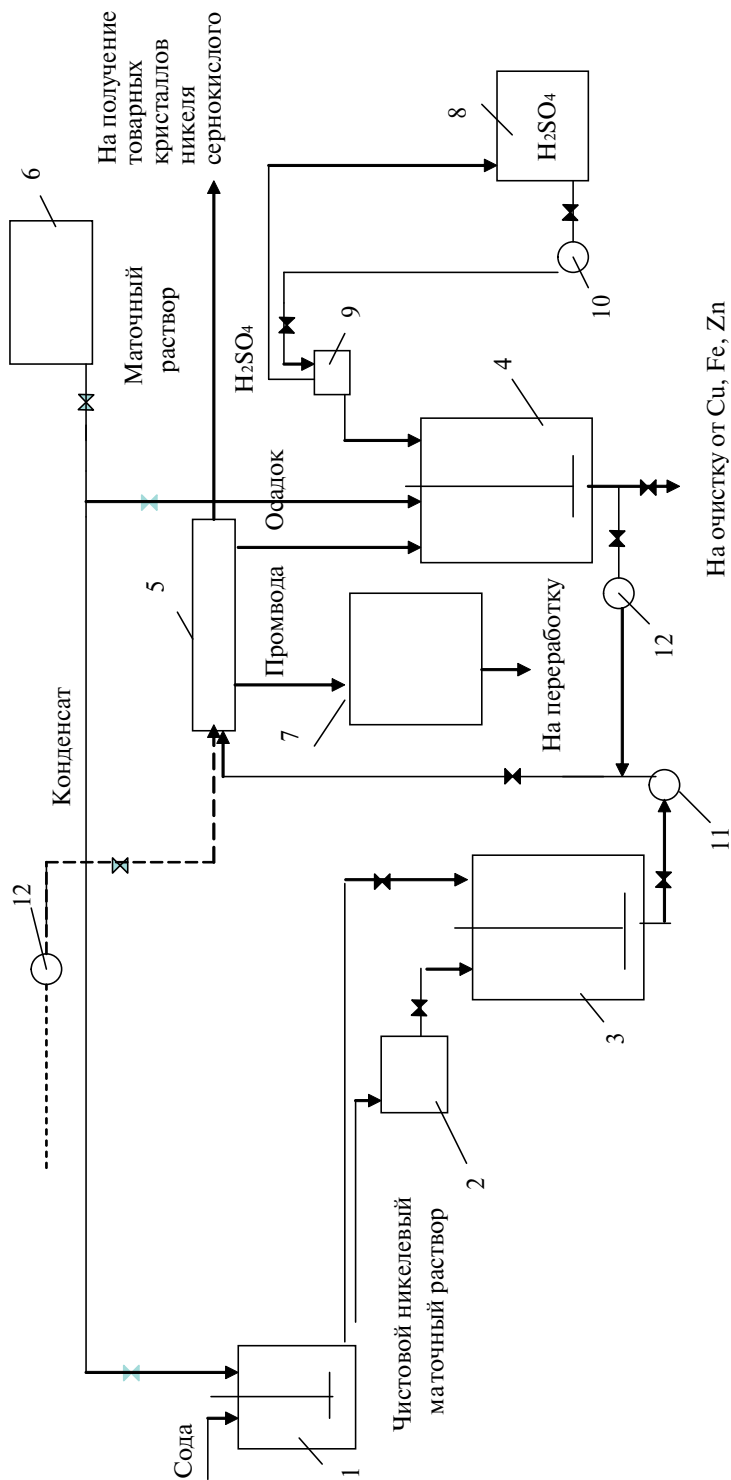 Сода
1
Чистовой никелевый
маточный раствор
2
3
12
Конденсат
5
Промвода
7
На переработку
Осадок
11
12
4
На очистку от Cu, Fe, Zn
6
Маточный
раствор
H₂SO₄
9
10
8
H₂SO₄
На получение
товарных
кристаллов
никеля
сернокислого